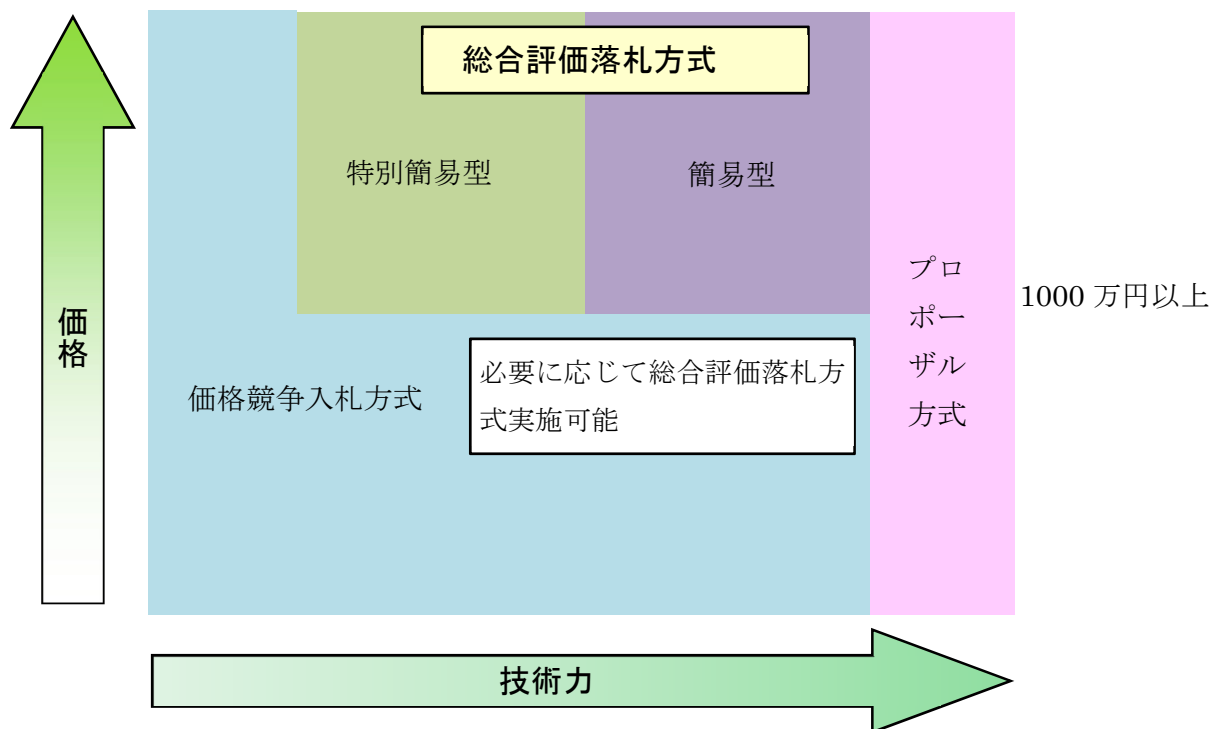 総合評価落札方式
特別簡易型
簡易型
価格
プロ
ポー
ザル
方式
1000 万円以上
価格競争入札方式
必要に応じて総合評価落札方
式実施可能
技術力